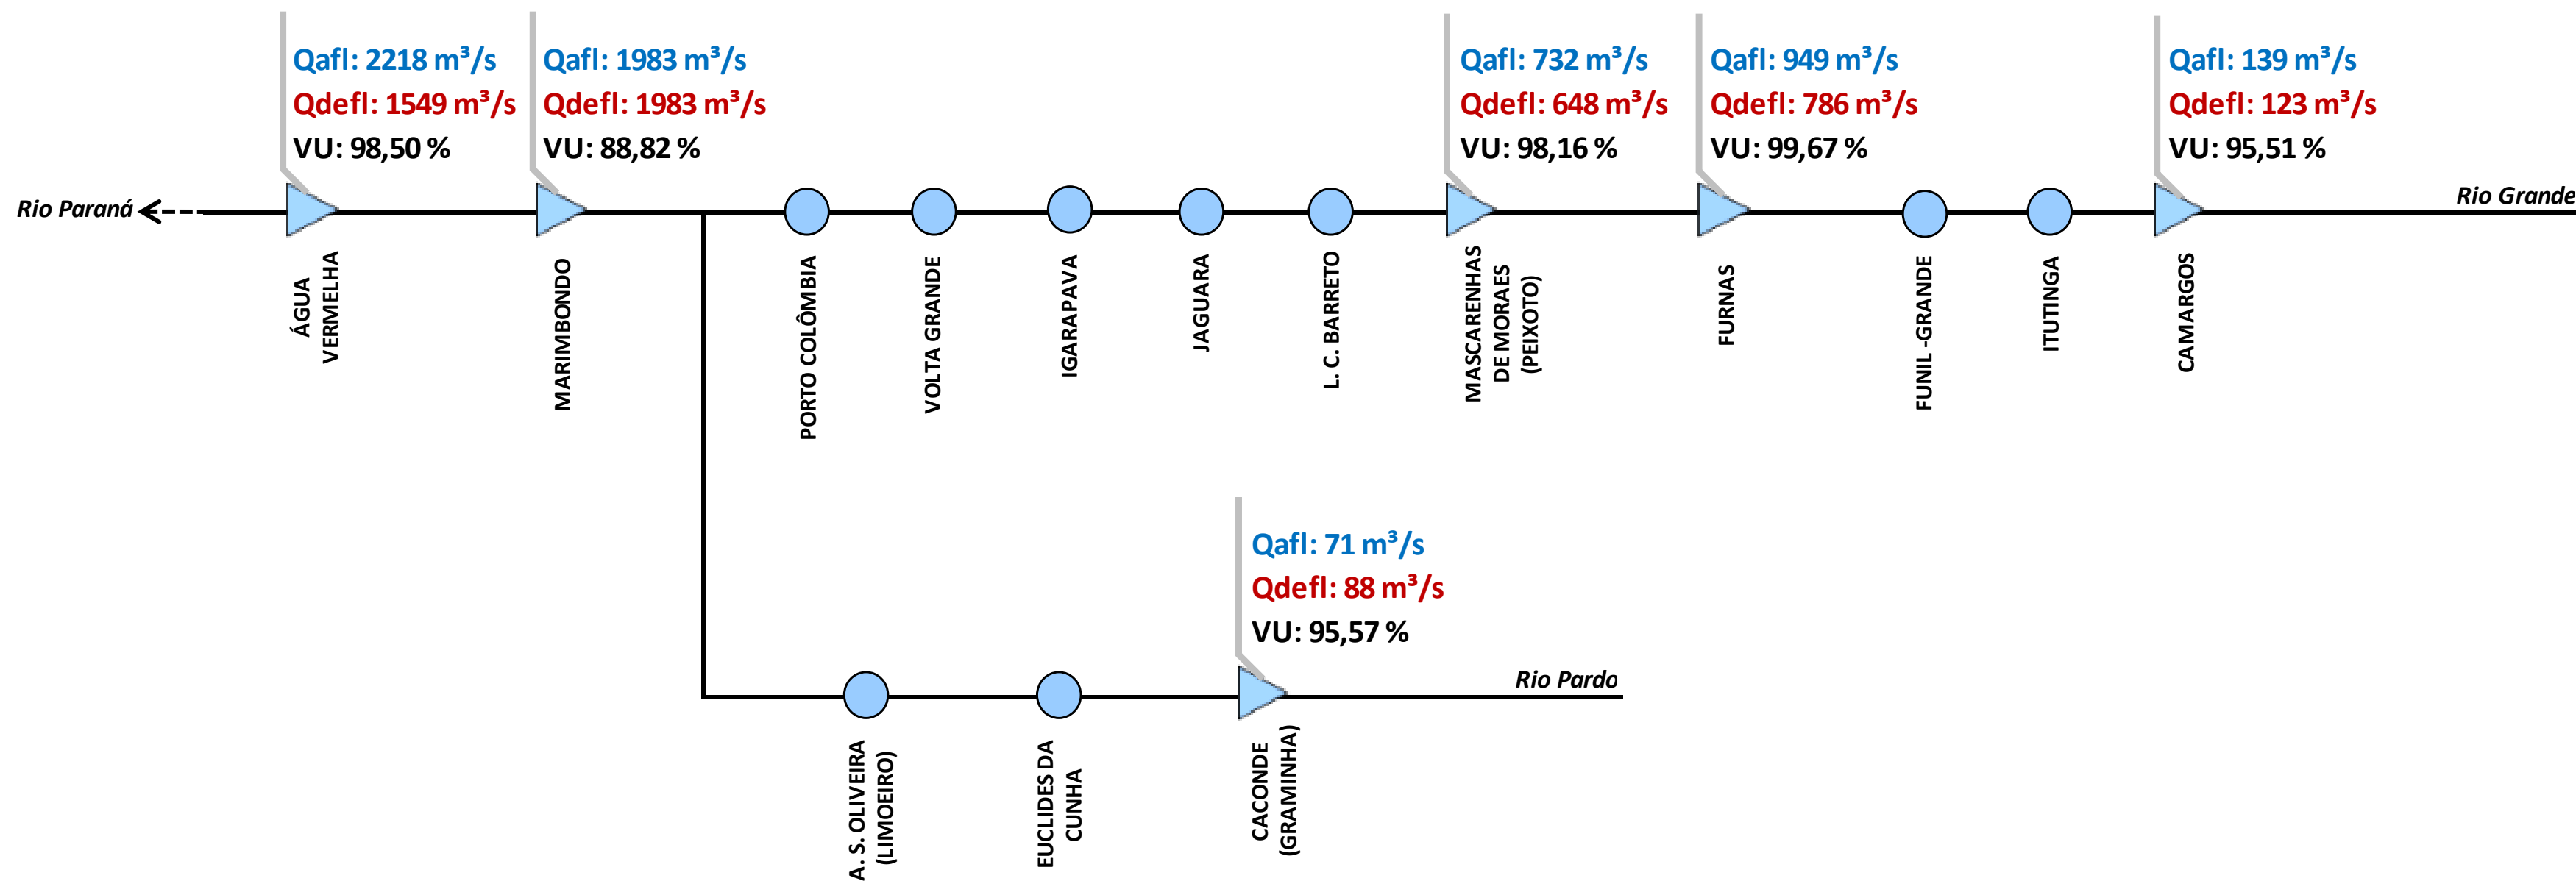 Qafl: 2218 m³/s
Qdefl: 1549 m³/s
VU: 98,50 %
Qafl: 1983 m³/s
Qdefl: 1983 m³/s
VU: 88,82 %
Qafl: 732 m³/s
Qdefl: 648 m³/s
VU: 98,16 %
Qafl: 949 m³/s
Qdefl: 786 m³/s
VU: 99,67 %
Qafl: 139 m³/s
Qdefl: 123 m³/s
VU: 95,51 %
Rio Paraná
Rio Grande
ÁGUA
VERMELHA
MARIMBONDO
PORTO COLÔMBIA
VOLTA GRANDE
IGARAPAVA
JAGUARA
L. C. BARRETO
MASCARENHAS
DE MORAES
(PEIXOTO)
FURNAS
FUNIL -GRANDE
ITUTINGA
CAMARGOS
Qafl: 71 m³/s
Qdefl: 88 m³/s
VU: 95,57 %
Rio Pardo
A. S. OLIVEIRA
(LIMOEIRO)
EUCLIDES DA
CUNHA
CACONDE
(GRAMINHA)